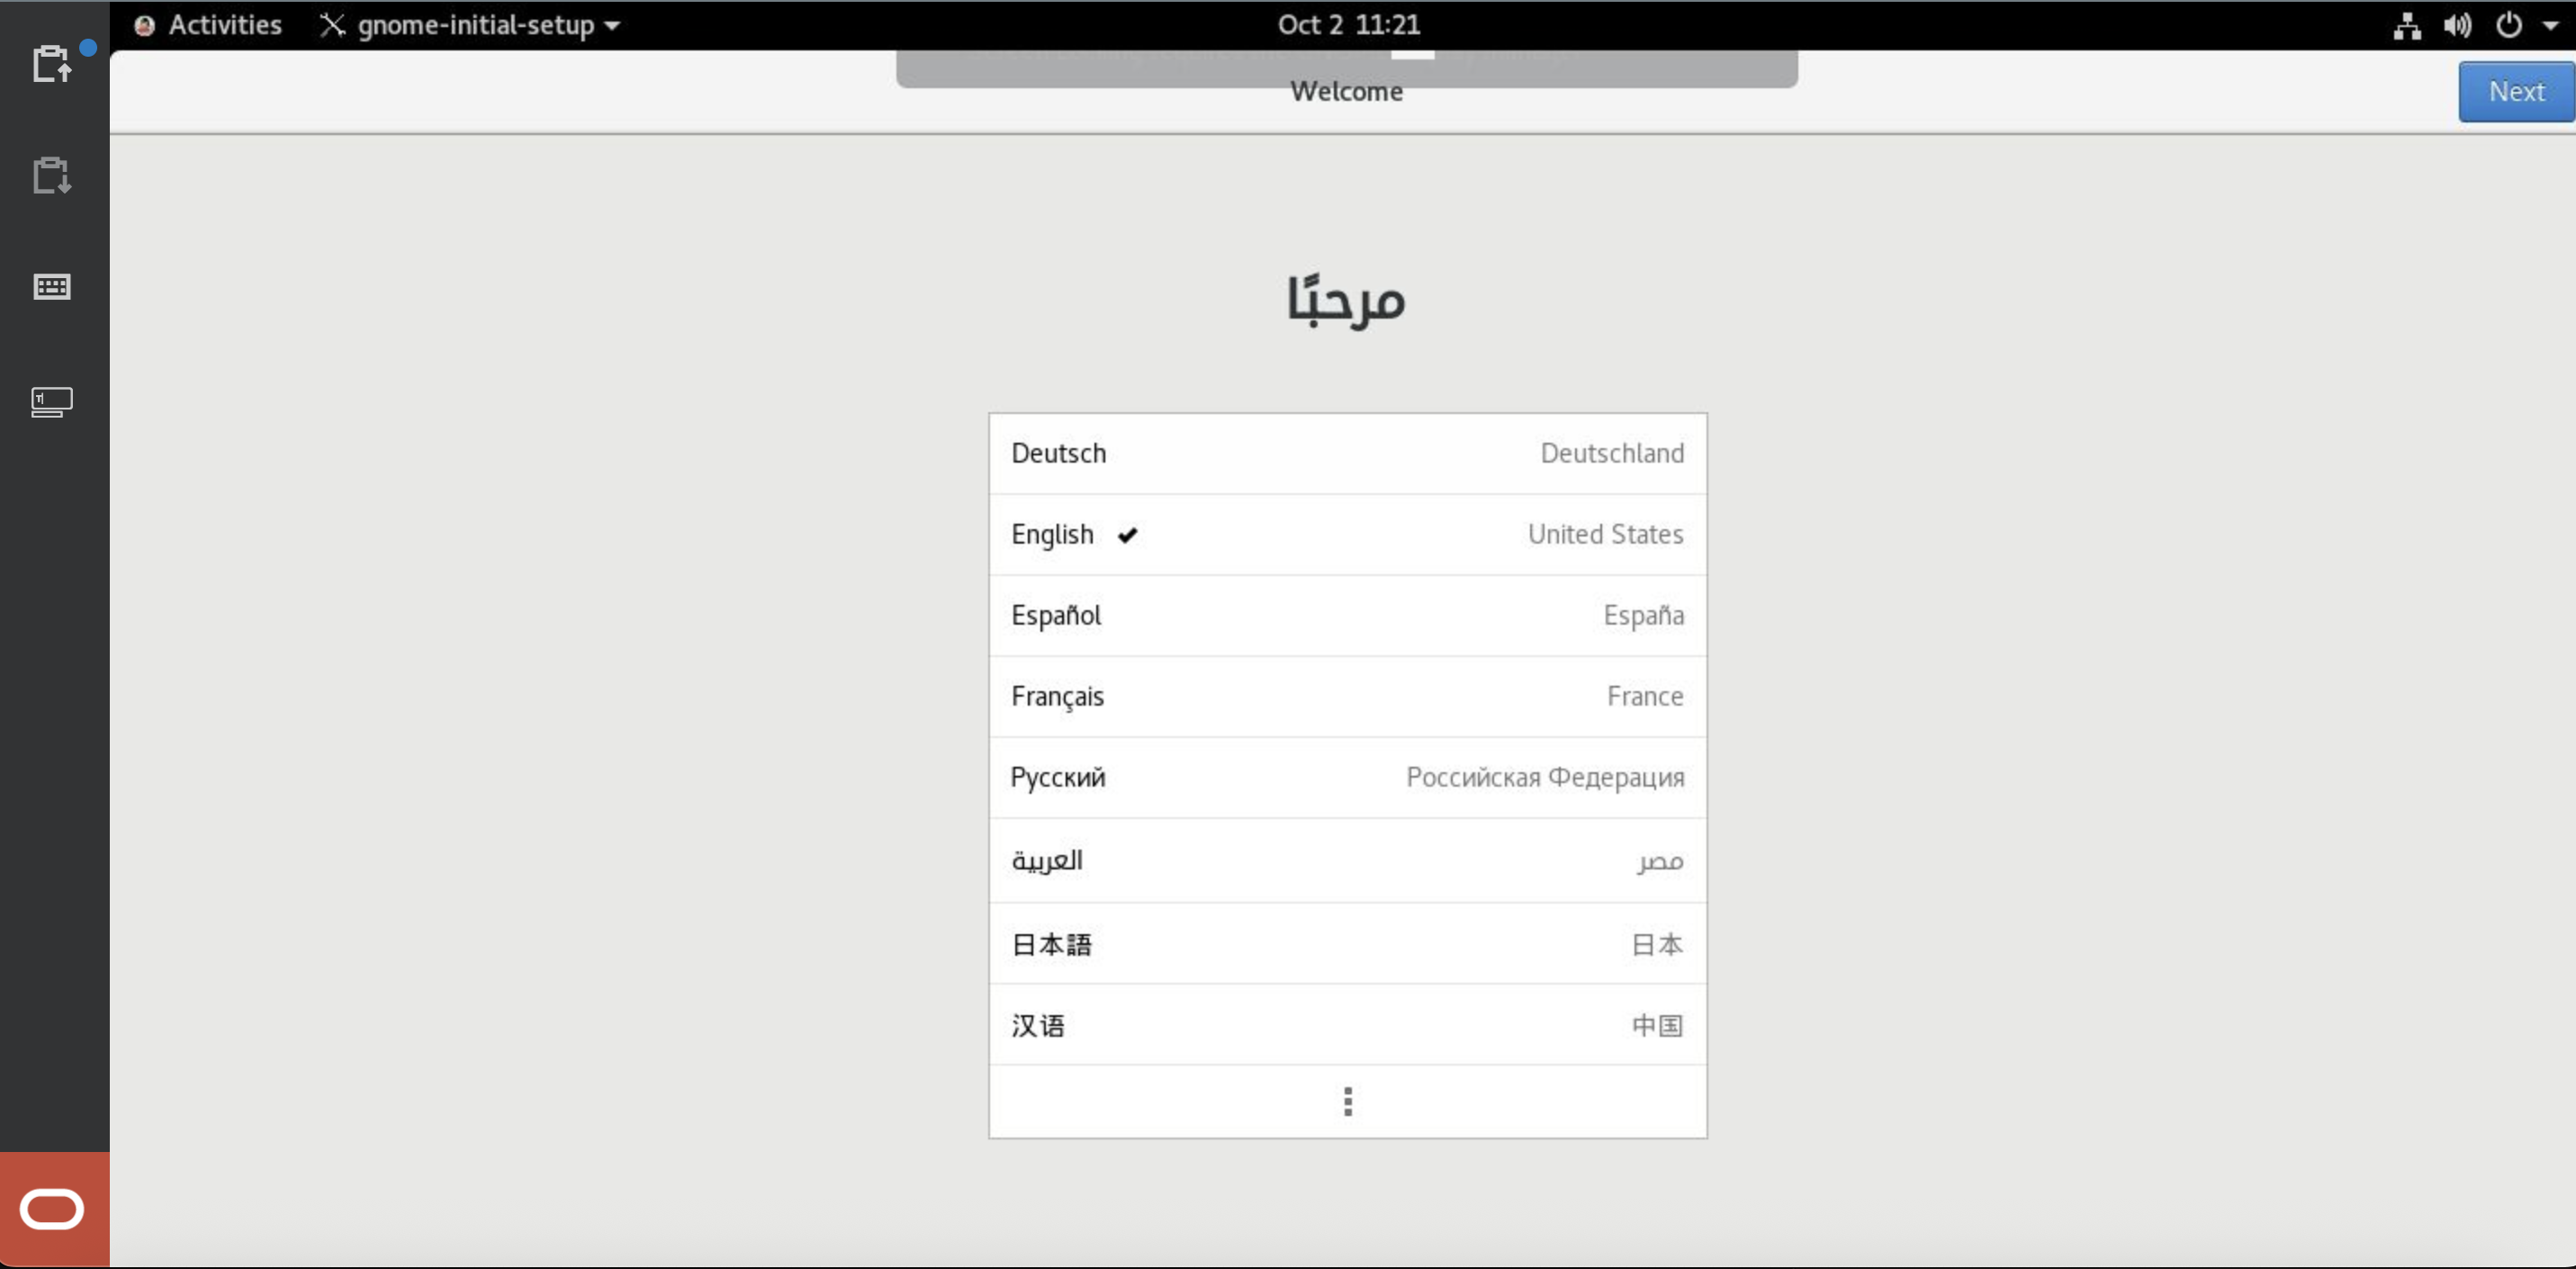 Activities gnome-initial-setup Oct 2 11:21
Welcome Next
مرحبًا
Deutsch Deutschland
English United States
Español España
Français France
Русский Российская Федерация
العربية مصر
日本語 日本
汉语 中国